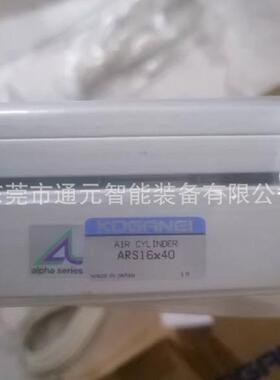 东莞市通元智能装备有限公司
KOGANEI
AIR CYLINDER
ARS16x40
alpha series
MADE IN JAPAN